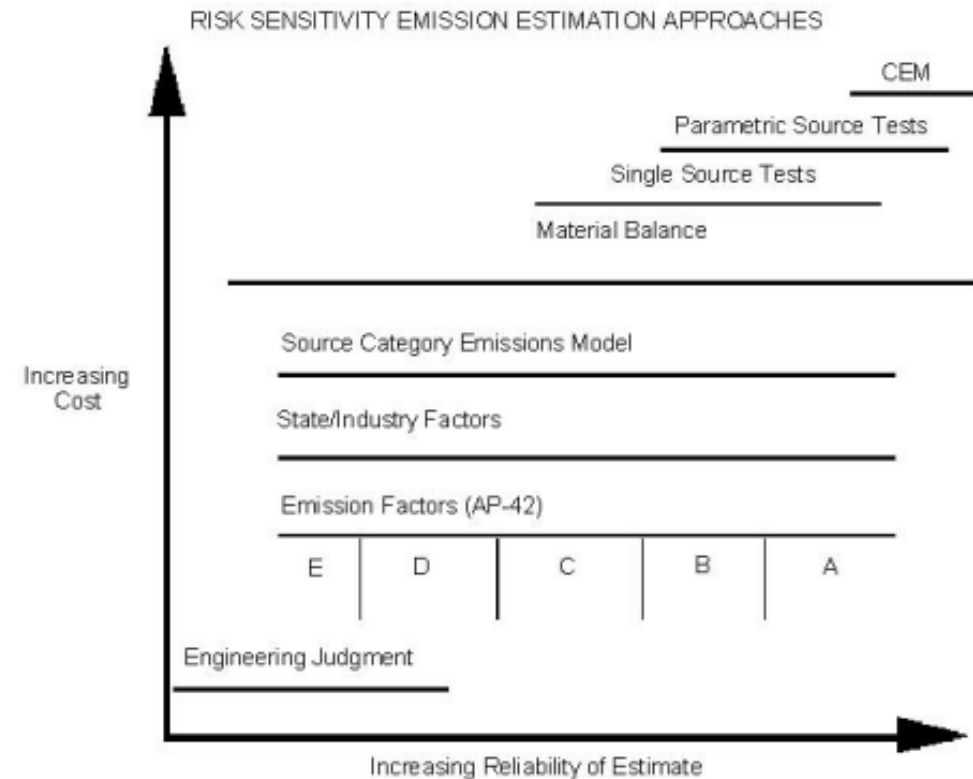 RISK SENSITIVITY EMISSION ESTIMATION APPROACHES
CEM
Parametric Source Tests
Single Source Tests
Material Balance
Source Category Emissions Model
Increasing
Cost
State/Industry Factors
Emission Factors (AP-42)
E D C B A
Engineering Judgment
Increasing Reliability of Estimate